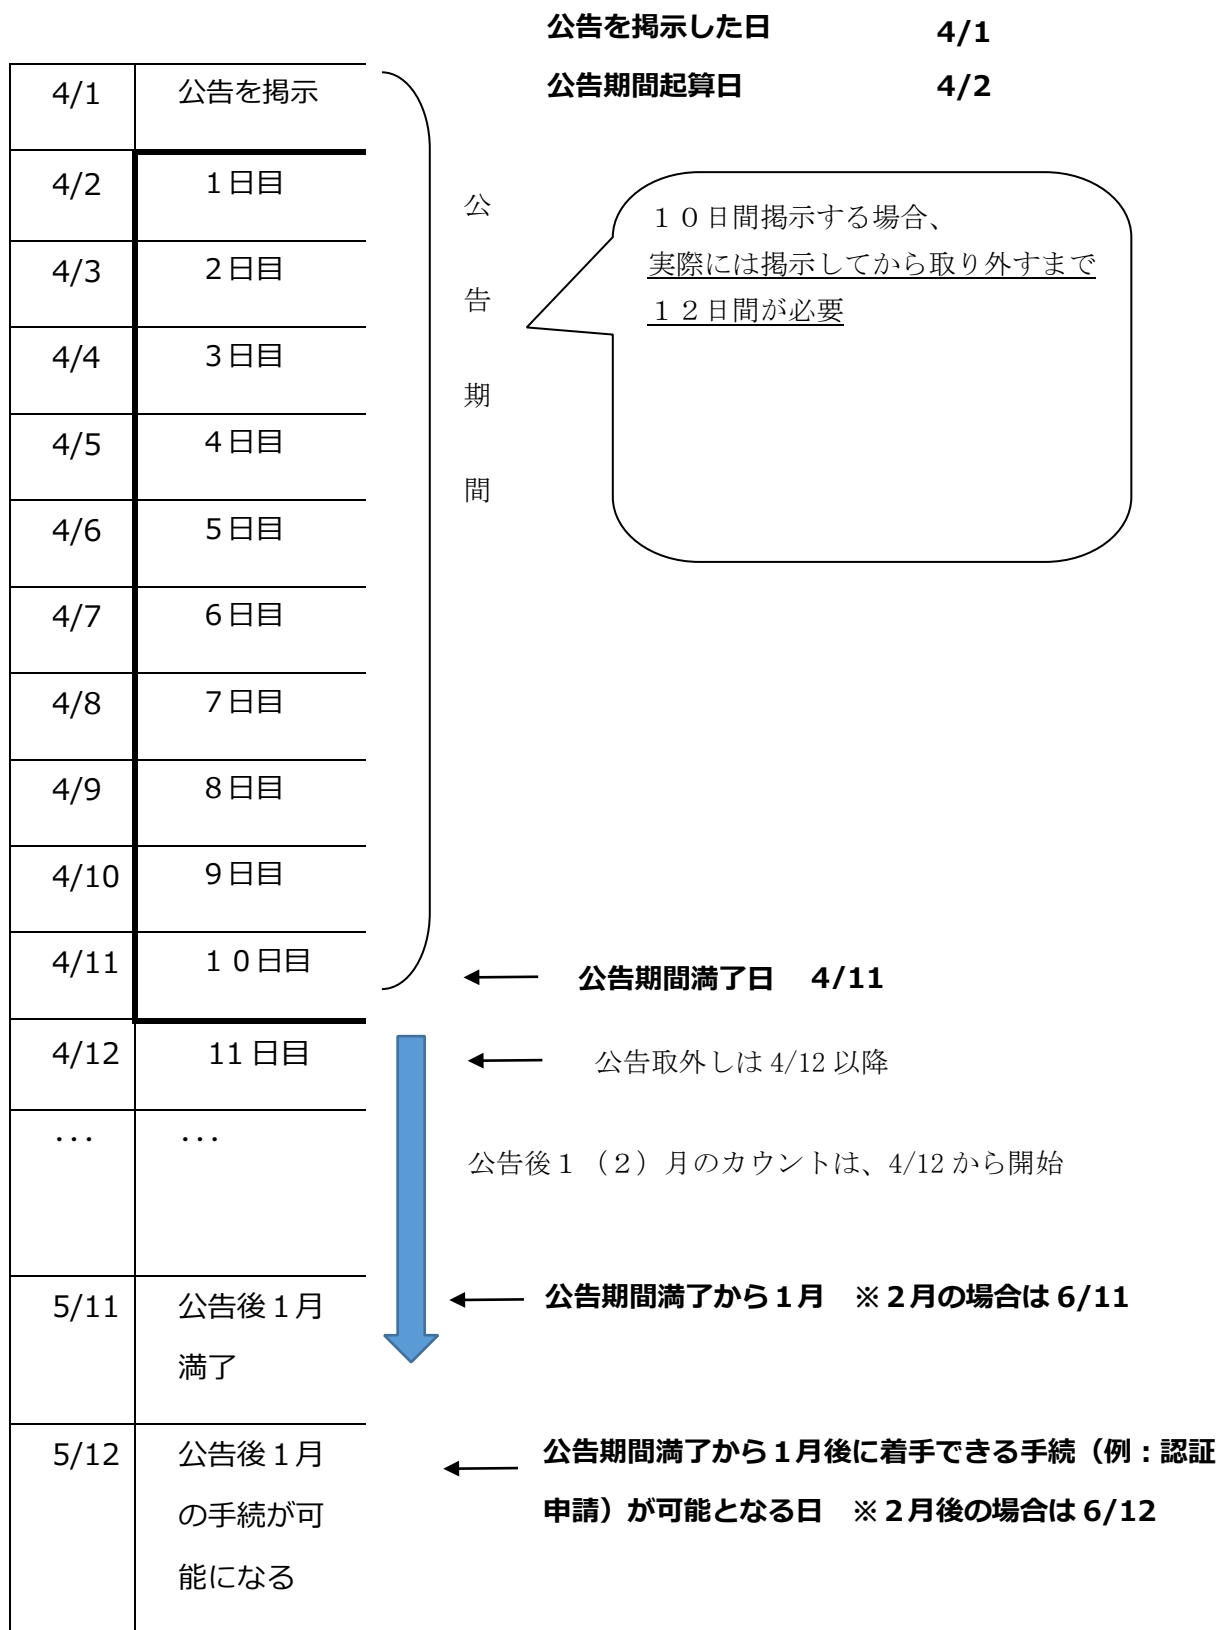 公告を掲示した日 4/1
公告期間起算日 4/2
4/1 公告を掲示
4/2 1日目
4/3 2日目
4/4 3日目
4/5 4日目
4/6 5日目
4/7 6日目
4/8 7日目
4/9 8日目
4/10 9日目
4/11 10日目
4/12 11日目
... ...
5/11 公告後1月
満了
5/12 公告後1月
の手続が可
能になる
公
告
期
間
10日間掲示する場合、
実際には掲示してから取り外すまで
12日間が必要
公告期間満了日 4/11
公告取外しは 4/12 以降
公告後1(2)月のカウントは、4/12 から開始
公告期間満了から1月 ※2月の場合は 6/11
公告期間満了から1月後に着手できる手続(例:認証
申請)が可能となる日 ※2月後の場合は 6/12